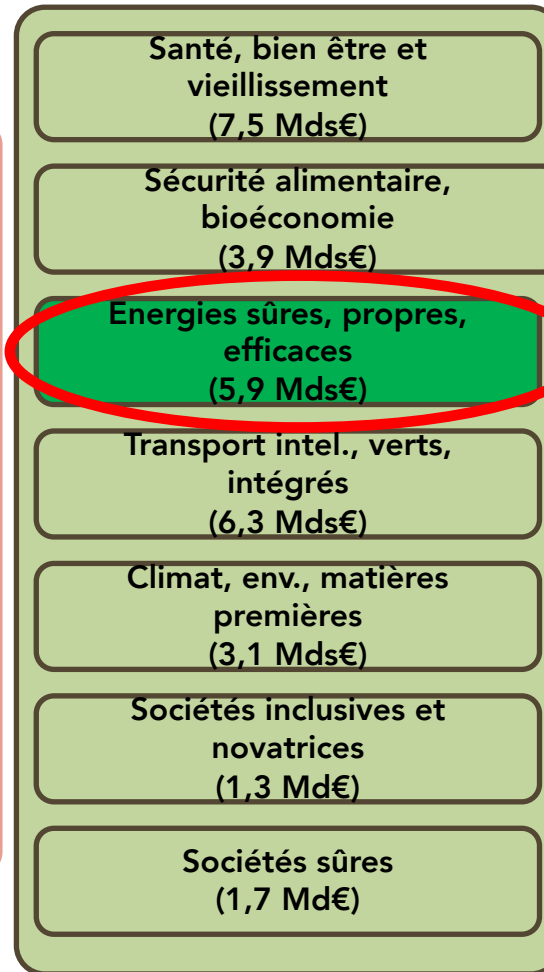 Santé, bien être et
vieillissement
(7,5 Mds€)
Sécurité alimentaire,
bioéconomie
(3,9 Mds€)
Energies sûres, propres,
efficaces
(5,9 Mds€)
Transport intel., verts,
intégrés
(6,3 Mds€)
Climat, env., matières
premières
(3,1 Mds€)
Sociétés inclusives et
novatrices
(1,3 Md€)
Sociétés sûres
(1,7 Md€)